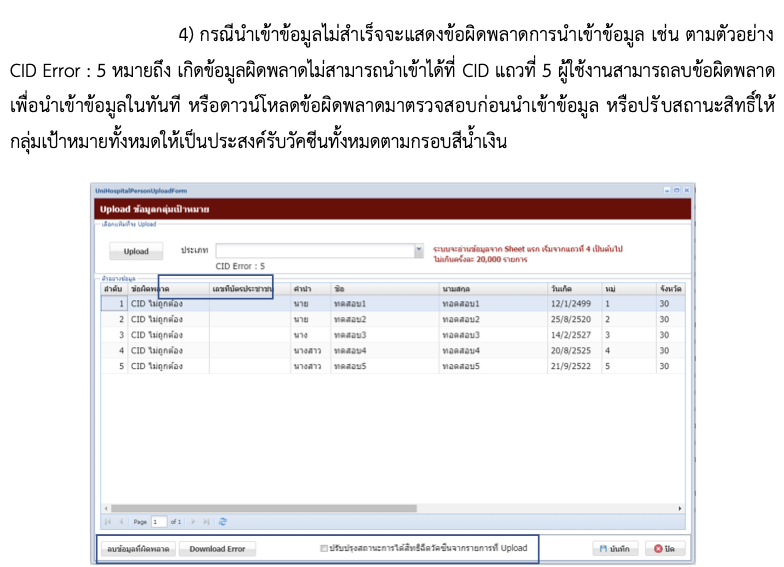 4) กรณีนำเข้าข้อมูลไม่สำเร็จจะแสดงข้อผิดพลาดการนำเข้าข้อมูล เช่น ตามตัวอย่าง
CID Error : 5 หมายถึง เกิดข้อมูลผิดพลาดไม่สามารถนำเข้าได้ที่ CID แถวที่ 5 ผู้ใช้งานสามารถลบข้อผิดพลาด
เพื่อนำเข้าข้อมูลในทันที หรือดาวน์โหลดข้อผิดพลาดมาตรวจสอบก่อนนำเข้าข้อมูล หรือปรับสถานะสิทธิ์ให้
กลุ่มเป้าหมายทั้งหมดให้เป็นประสงค์รับวัคซีนทั้งหมดตามกรอบสีน้ำเงิน
UniHospitalPersonUploadForm
Upload ข้อมูลกลุ่มเป้าหมาย
เลือกแฟ้มที่จะ Upload
Upload ประเภท ระบบจะอ่านข้อมูลจาก Sheet แรก เริ่มจากแถวที่ 4 เป็นต้นไป
CID Error : 5 ไม่เกินครั้งละ 20,000 รายการ
ตัวอย่างข้อมูล
ลำดับ ข้อผิดพลาด เลขที่บัตรประชาชน คำนำ ชื่อ นามสกุล วันเกิด หมู่ จังหวัด
1 CID ไม่ถูกต้อง นาย ทดสอบ1 ทอดสอบ1 12/1/2499 1 30
2 CID ไม่ถูกต้อง นาย ทดสอบ2 ทอดสอบ2 25/8/2520 2 30
3 CID ไม่ถูกต้อง นาง ทดสอบ3 ทอดสอบ3 14/2/2527 3 30
4 CID ไม่ถูกต้อง นางสาว ทดสอบ4 ทอดสอบ4 20/8/2525 4 30
5 CID ไม่ถูกต้อง นางสาว ทดสอบ5 ทอดสอบ5 21/9/2522 5 30
Page 1 of 1
ลบข้อมูลที่ผิดพลาด Download Error ปรับปรุงสถานะการได้สิทธิฉีดวัคซีนจากรายการที่ Upload บันทึก ปิด